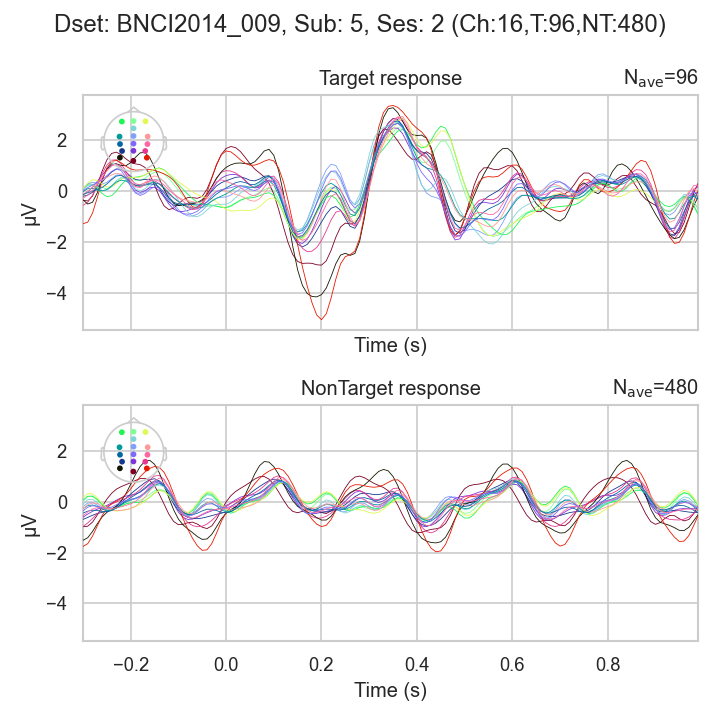 Dset: BNCI2014_009, Sub: 5, Ses: 2 (Ch:16,T:96,NT:480)
Target response
Nave=96
2
0
−2
−4
µV
Time (s)
NonTarget response
Nave=480
2
0
−2
−4
µV
−0.2 0.0 0.2 0.4 0.6 0.8
Time (s)